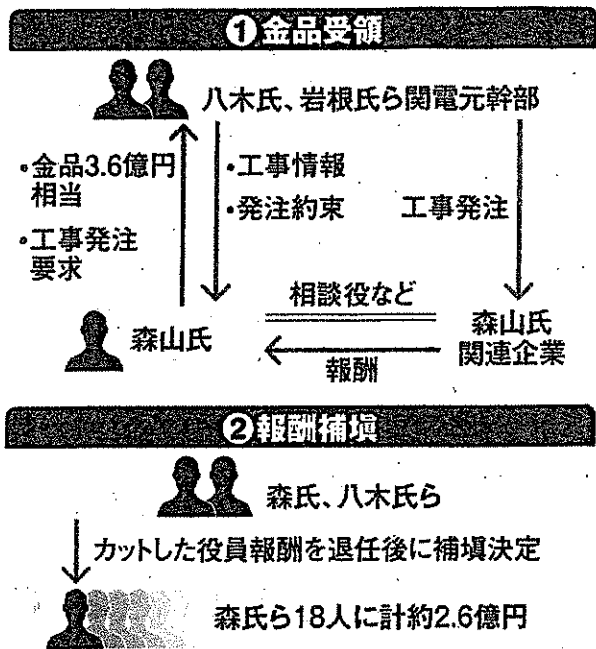 ❶金品受領
八木氏、岩根氏ら関電元幹部
・金品3.6億円
相当
・工事発注
要求
・工事情報
・発注約束
工事発注
相談役など
森山氏
報酬
森山氏
関連企業
❷報酬補塡
森氏、八木氏ら
カットした役員報酬を退任後に補塡決定
森氏ら18人に計約2.6億円